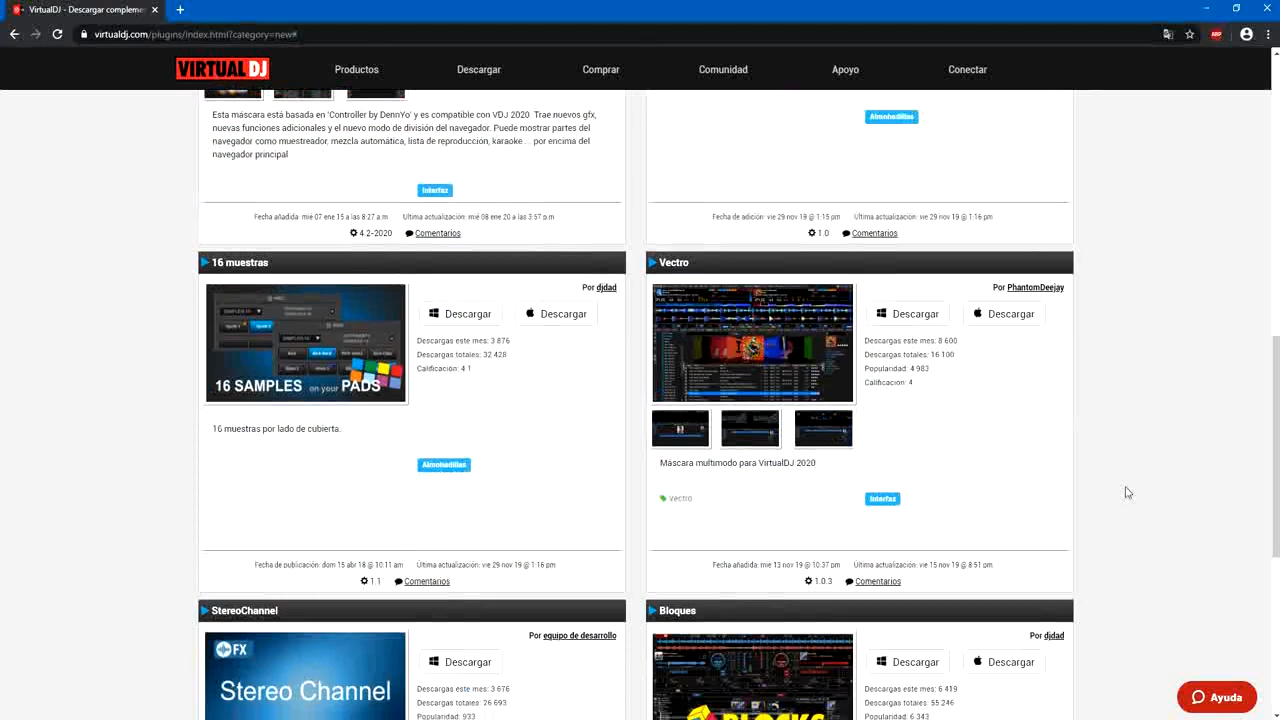 VirtualDJ - Descargar complemen
virtualdj.com/plugins/index.html?category=new#
ABP
VIRTUAL DJ
Productos
Descargar
Comprar
Comunidad
Apoyo
Conectar
Esta máscara está basada en 'Controller by DennYo' y es compatible con VDJ 2020 Trae nuevos gfx,
nuevas funciones adicionales y el nuevo modo de división del navegador. Puede mostrar partes del
navegador como muestreador, mezcla automática, lista de reproducción, karaoke ... por encima del
navegador principal
Interfaz
Fecha añadida: mié 07 ene 15 a las 8:27 a.m Última actualización: mié 08 ene 20 a las 3:57 p.m
4.2-2020 Comentarios
Almohadillas
Fecha de adición: vie 29 nov 19 @ 1:15 pm Última actualización: vie 29 nov 19 @ 1:16 pm
1.0 Comentarios
16 muestras
Por djdad
Descargar Descargar
Descargas este mes: 3 876
Descargas totales: 32 428
Calificación: 4.1
16 SAMPLES on your PADS
16 muestras por lado de cubierta.
Almohadillas
Fecha de publicación: dom 15 abr 18 @ 10:11 am Última actualización: vie 29 nov 19 @ 1:16 pm
1.1 Comentarios
Vectro
Por PhantomDeejay
Descargar Descargar
Descargas este mes: 8 600
Descargas totales: 16 100
Popularidad: 4 983
Calificación: 4
Máscara multimodo para VirtualDJ 2020
vectro
Interfaz
Fecha añadida: mié 13 nov 19 @ 10:37 pm Última actualización: vie 15 nov 19 @ 8:51 pm
1.0.3 Comentarios
StereoChannel
Por equipo de desarrollo
FX
Stereo Channel
Descargar
Descargas este mes: 3 676
Descargas totales: 26 693
Popularidad: 933
Bloques
Por djdad
Descargar Descargar
Descargas este mes: 6 419
Descargas totales: 55 246
Popularidad: 6 343
BLOCKS
Ayuda